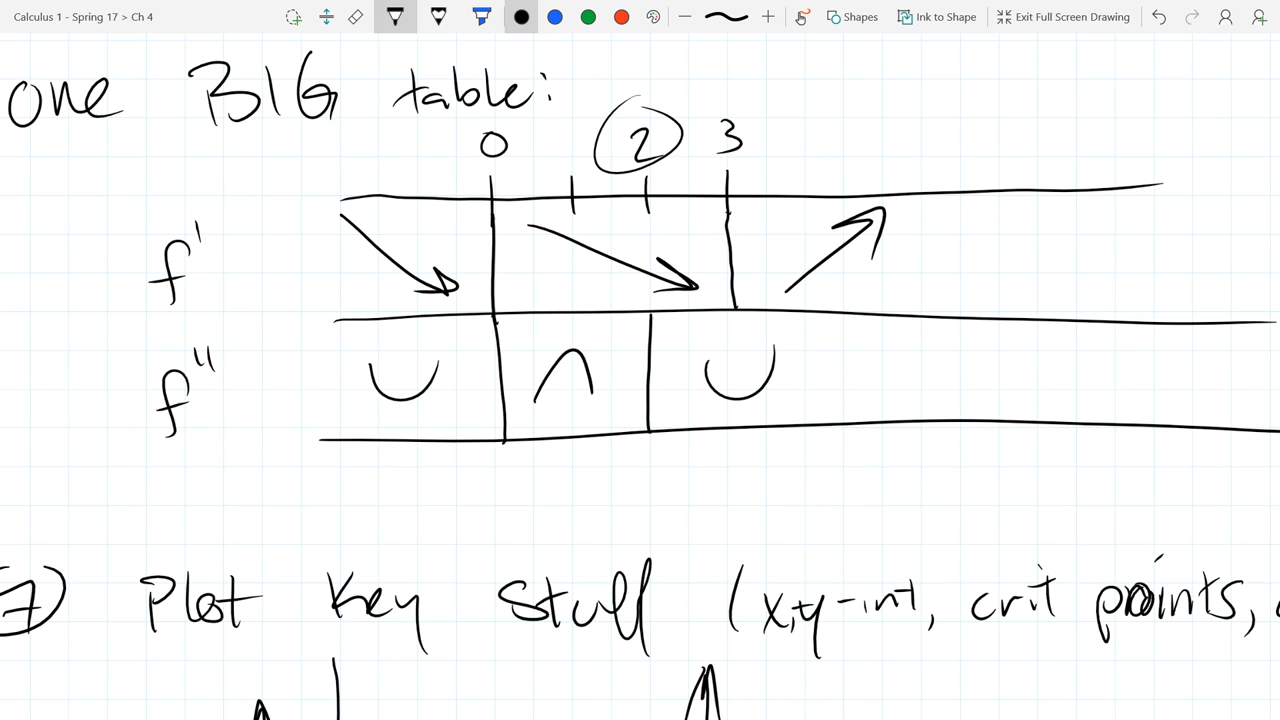 Calculus 1 - Spring 17 > Ch 4
Shapes
Ink to Shape
Exit Full Screen Drawing
one BIG table:
0 2 3
f'
f''
7) Plot Key Stuff (x,y-int, crit points,